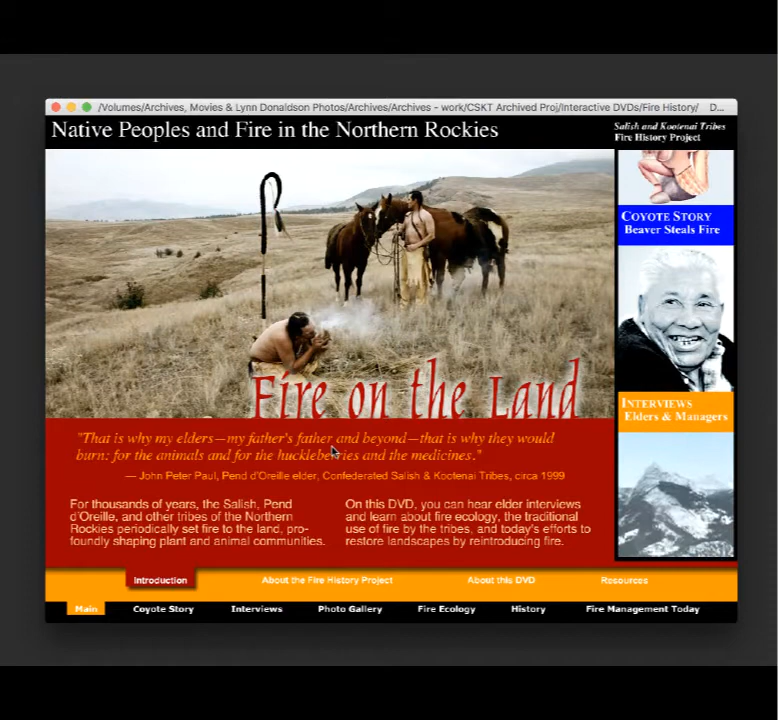 /Volumes/Archives, Movies & Lynn Donaldson Photos/Archives/Archives - work/CSKT Archived Proj/Interactive DVDs/Fire History/ D...
Native Peoples and Fire in the Northern Rockies
Salish and Kootenai Tribes
Fire History Project
COYOTE STORY
Beaver Steals Fire
INTERVIEWS
Elders & Managers
Fire on the Land
"That is why my elders—my father's father and beyond—that is why they would
burn: for the animals and for the huckleberries and the medicines."
— John Peter Paul, Pend d'Oreille elder, Confederated Salish & Kootenai Tribes, circa 1999
For thousands of years, the Salish, Pend
d'Oreille, and other tribes of the Northern
Rockies periodically set fire to the land, pro-
foundly shaping plant and animal communities.
On this DVD, you can hear elder interviews
and learn about fire ecology, the traditional
use of fire by the tribes, and today's efforts to
restore landscapes by reintroducing fire.
Introduction About the Fire History Project About this DVD Resources
Main Coyote Story Interviews Photo Gallery Fire Ecology History Fire Management Today